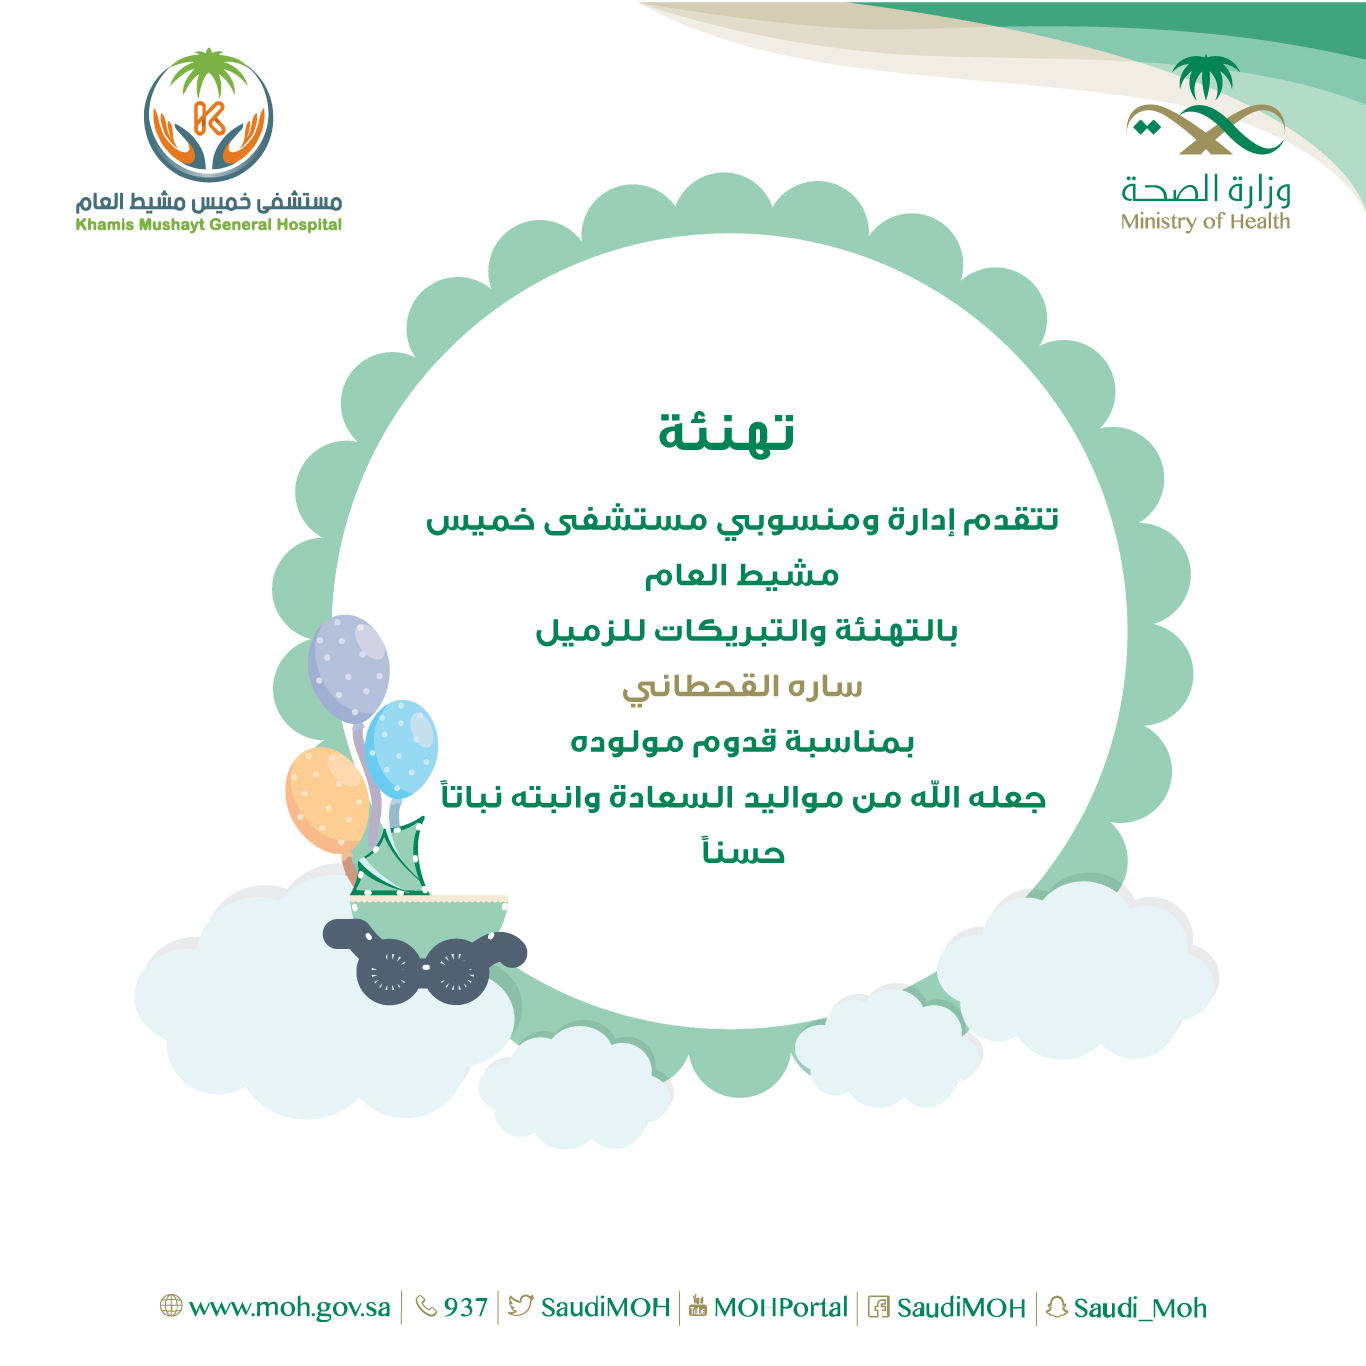 مستشفى خميس مشيط العام
Khamis Mushayt General Hospital
وزارة الصحة
Ministry of Health
تهنئة
تتقدم إدارة ومنسوبي مستشفى خميس
مشيط العام
بالتهنئة والتبريكات للزميل
ساره القحطاني
بمناسبة قدوم مولوده
جعله الله من مواليد السعادة وانبته نباتاً
حسناً
www.moh.gov.sa | 937 | SaudiMOH | MOHPortal | SaudiMOH | Saudi_Moh